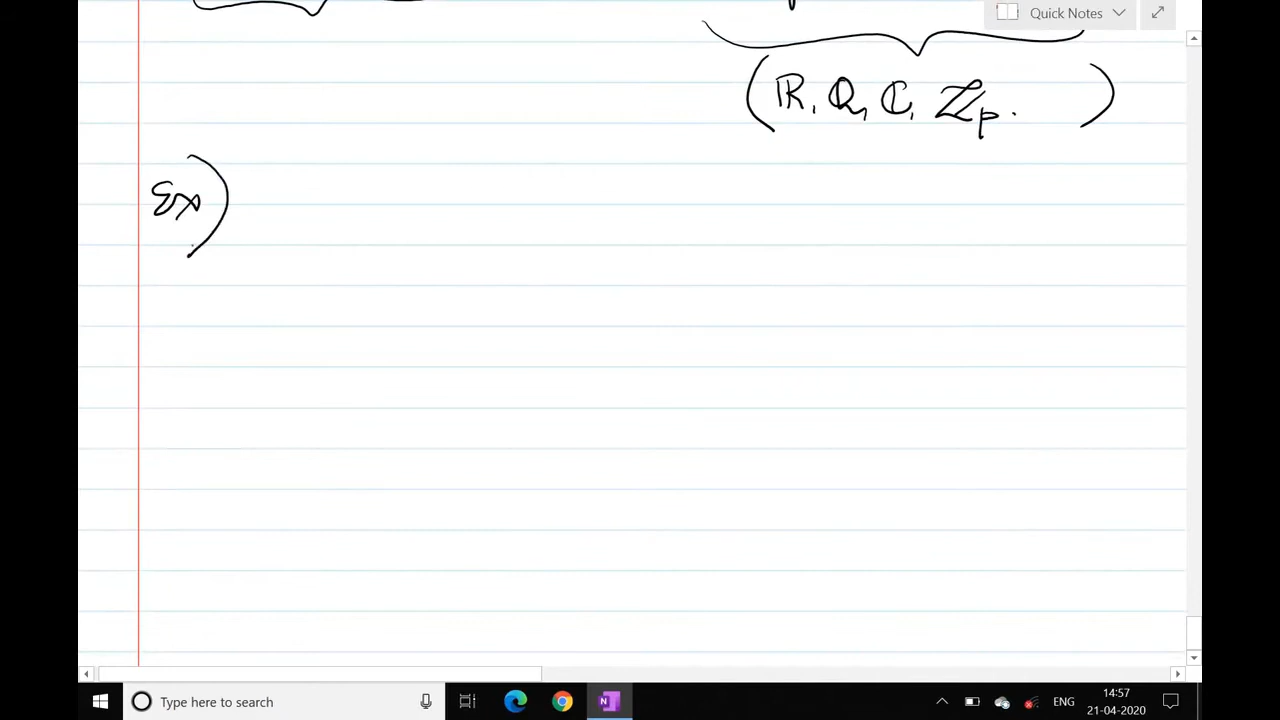 Quick Notes
(ℝ, ℚ, ℂ, ℤp. )
Ex)
Type here to search
ENG
14:57
21-04-2020